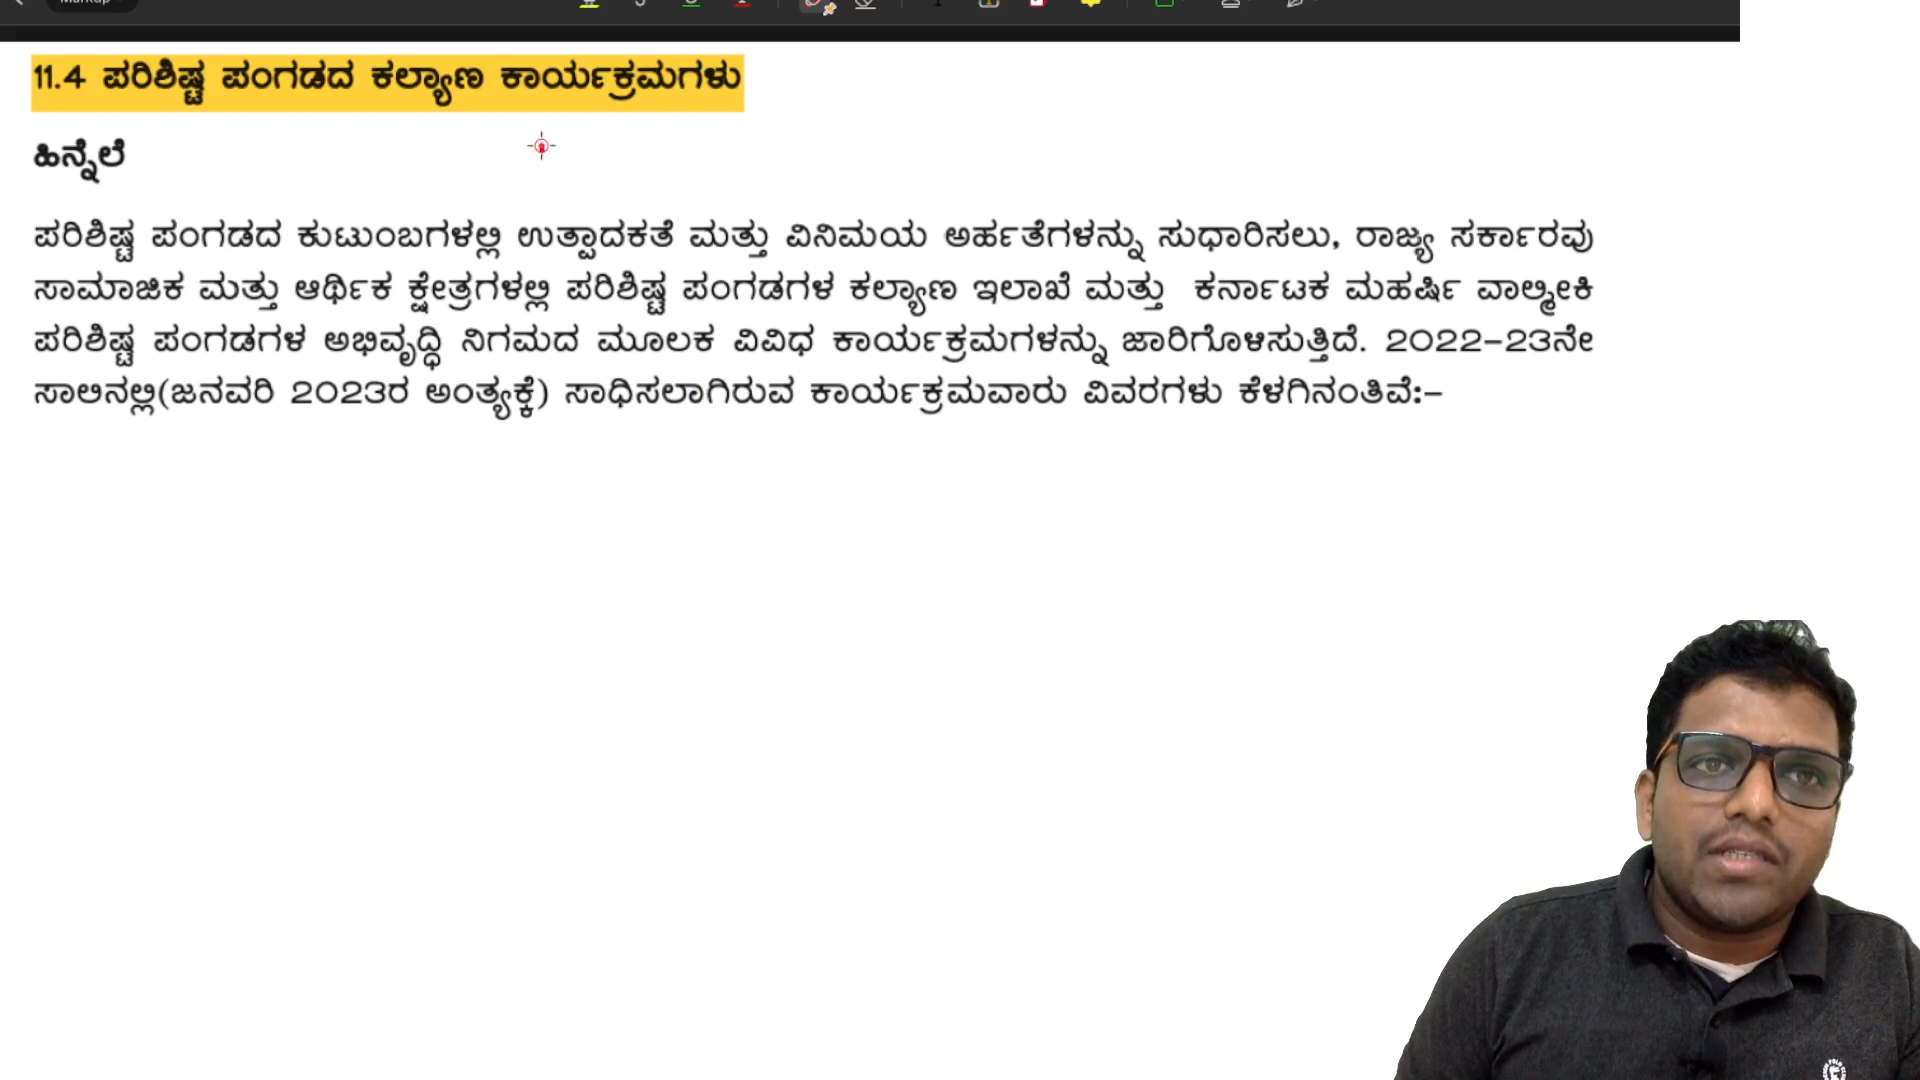 11.4 ಪರಿಶಿಷ್ಟ ಪಂಗಡದ ಕಲ್ಯಾಣ ಕಾರ್ಯಕ್ರಮಗಳು
ಹಿನ್ನೆಲೆ
ಪರಿಶಿಷ್ಟ ಪಂಗಡದ ಕುಟುಂಬಗಳಲ್ಲಿ ಉತ್ಪಾದಕತೆ ಮತ್ತು ವಿನಿಮಯ ಅರ್ಹತೆಗಳನ್ನು ಸುಧಾರಿಸಲು, ರಾಜ್ಯ ಸರ್ಕಾರವು
ಸಾಮಾಜಿಕ ಮತ್ತು ಆರ್ಥಿಕ ಕ್ಷೇತ್ರಗಳಲ್ಲಿ ಪರಿಶಿಷ್ಟ ಪಂಗಡಗಳ ಕಲ್ಯಾಣ ಇಲಾಖೆ ಮತ್ತು ಕರ್ನಾಟಕ ಮಹರ್ಷಿ ವಾಲ್ಮೀಕಿ
ಪರಿಶಿಷ್ಟ ಪಂಗಡಗಳ ಅಭಿವೃದ್ಧಿ ನಿಗಮದ ಮೂಲಕ ವಿವಿಧ ಕಾರ್ಯಕ್ರಮಗಳನ್ನು ಜಾರಿಗೊಳಿಸುತ್ತಿದೆ. 2022-23ನೇ
ಸಾಲಿನಲ್ಲಿ(ಜನವರಿ 2023ರ ಅಂತ್ಯಕ್ಕೆ) ಸಾಧಿಸಲಾಗಿರುವ ಕಾರ್ಯಕ್ರಮವಾರು ವಿವರಗಳು ಕೆಳಗಿನಂತಿವೆ:-